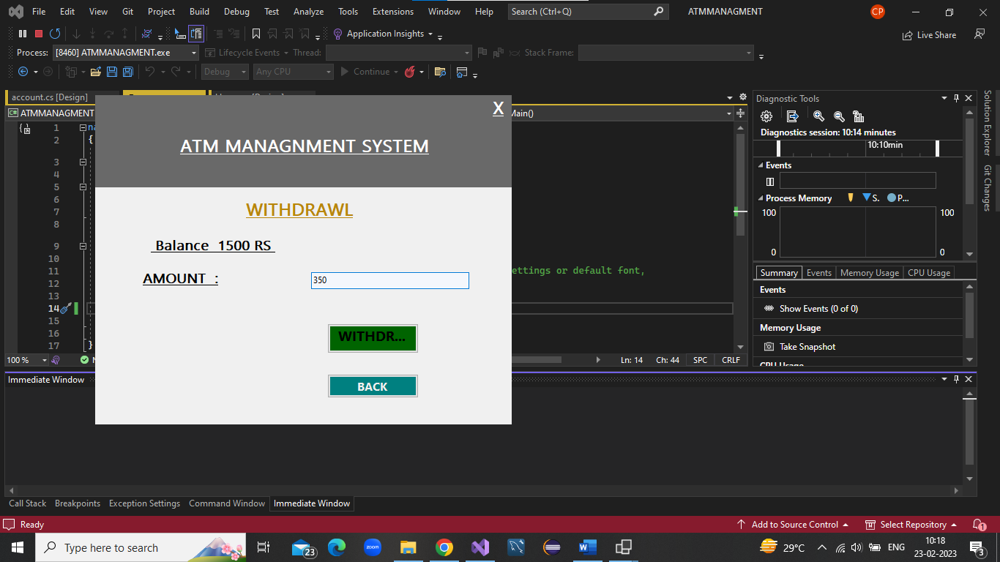 File Edit View Git Project Build Debug Test Analyze Tools Extensions Window Help Search (Ctrl+Q) ATMMANAGMENT CP
Application Insights Live Share
Process: [8460] ATMMANAGMENT.exe Lifecycle Events Thread: Stack Frame:
Debug Any CPU Continue
account.cs [Design]
ATMMANAGMENT Main()
1 na
2 {
3
4
5
6
7
8
9
10
11 ettings or default font,
12
13
14
15
16
17 }
100 % Ln: 14 Ch: 44 SPC CRLF
X
ATM MANAGNMENT SYSTEM
WITHDRAWL
Balance 1500 RS
AMOUNT :
350
WITHDR...
BACK
Diagnostic Tools
Diagnostics session: 10:14 minutes
10:10min
Events
Process Memory S. P...
100 100
0 0
Summary Events Memory Usage CPU Usage
Events
Show Events (0 of 0)
Memory Usage
Take Snapshot
CPU Usage
Solution Explorer
Git Changes
Immediate Window
Call Stack Breakpoints Exception Settings Command Window Immediate Window
Ready Add to Source Control Select Repository 1
Type here to search 23 zoom 29°C ENG 10:18
23-02-2023 3